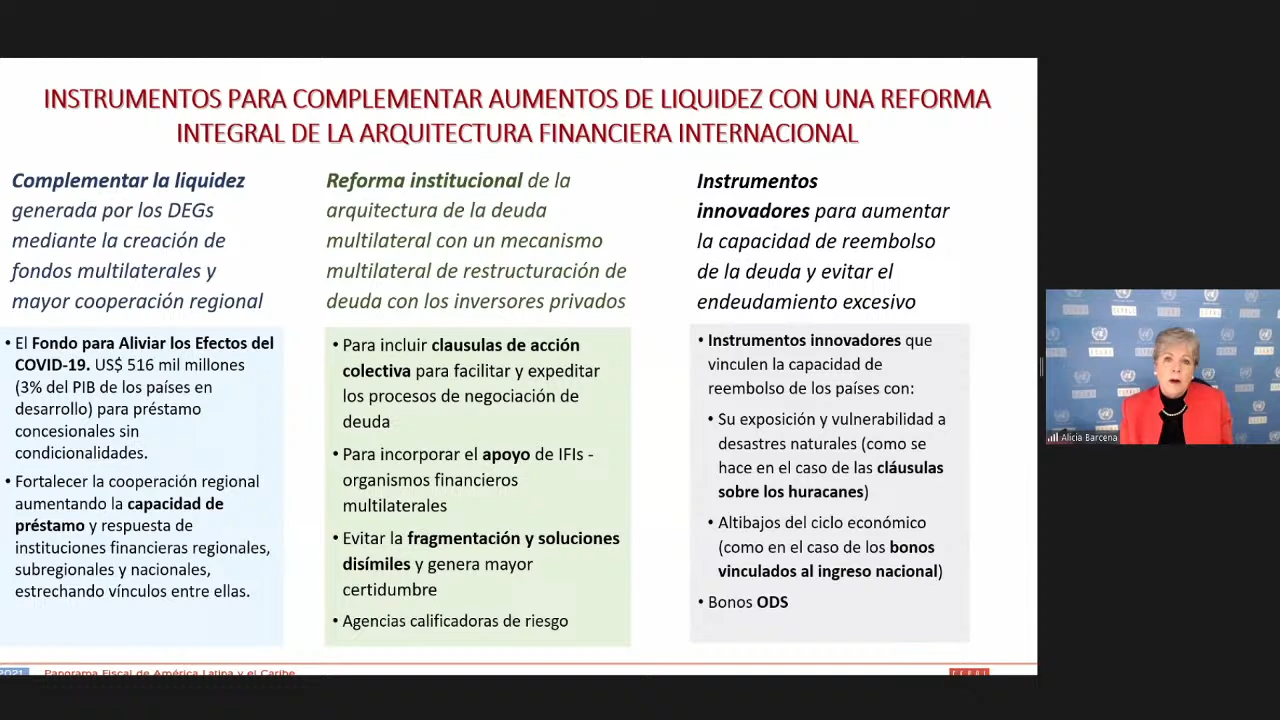 INSTRUMENTOS PARA COMPLEMENTAR AUMENTOS DE LIQUIDEZ CON UNA REFORMA
INTEGRAL DE LA ARQUITECTURA FINANCIERA INTERNACIONAL
Complementar la liquidez
generada por los DEGs
mediante la creación de
fondos multilaterales y
mayor cooperación regional
• El Fondo para Aliviar los Efectos del
COVID-19. US$ 516 mil millones
(3% del PIB de los países en
desarrollo) para préstamo
concesionales sin
condicionalidades.
• Fortalecer la cooperación regional
aumentando la capacidad de
préstamo y respuesta de
instituciones financieras regionales,
subregionales y nacionales,
estrechando vínculos entre ellas.
Reforma institucional de la
arquitectura de la deuda
multilateral con un mecanismo
multilateral de restructuración de
deuda con los inversores privados
• Para incluir clausulas de acción
colectiva para facilitar y expeditar
los procesos de negociación de
deuda
• Para incorporar el apoyo de IFIs -
organismos financieros
multilaterales
• Evitar la fragmentación y soluciones
disímiles y genera mayor
certidumbre
• Agencias calificadoras de riesgo
Instrumentos
innovadores para aumentar
la capacidad de reembolso
de la deuda y evitar el
endeudamiento excesivo
• Instrumentos innovadores que
vinculen la capacidad de
reembolso de los países con:
• Su exposición y vulnerabilidad a
desastres naturales (como se
hace en el caso de las cláusulas
sobre los huracanes)
• Altibajos del ciclo económico
(como en el caso de los bonos
vinculados al ingreso nacional)
• Bonos ODS
2021 Panorama Fiscal de América Latina y el Caribe
Alicia Barcena